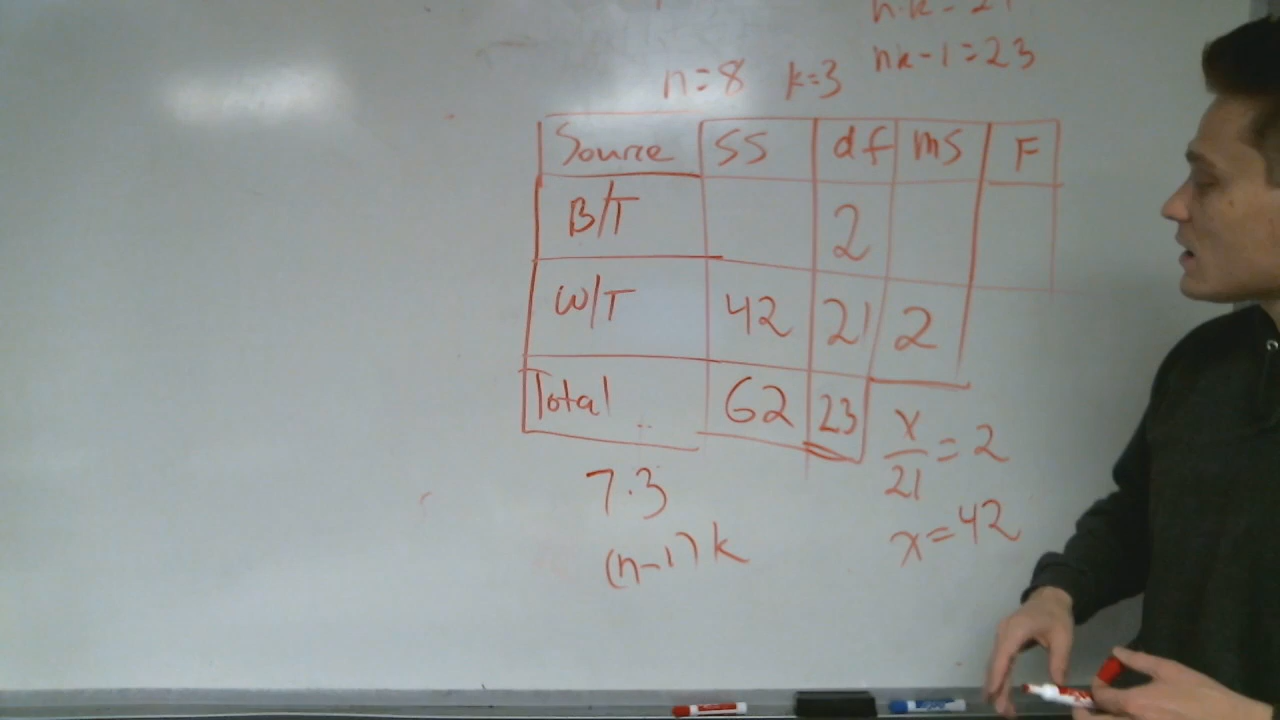 nk-1=23
n=8 k=3
Source SS df MS F
B/T 2
W/T 42 21 2
Total 62 23
x/21 = 2
x=42
7.3
(n-1)k